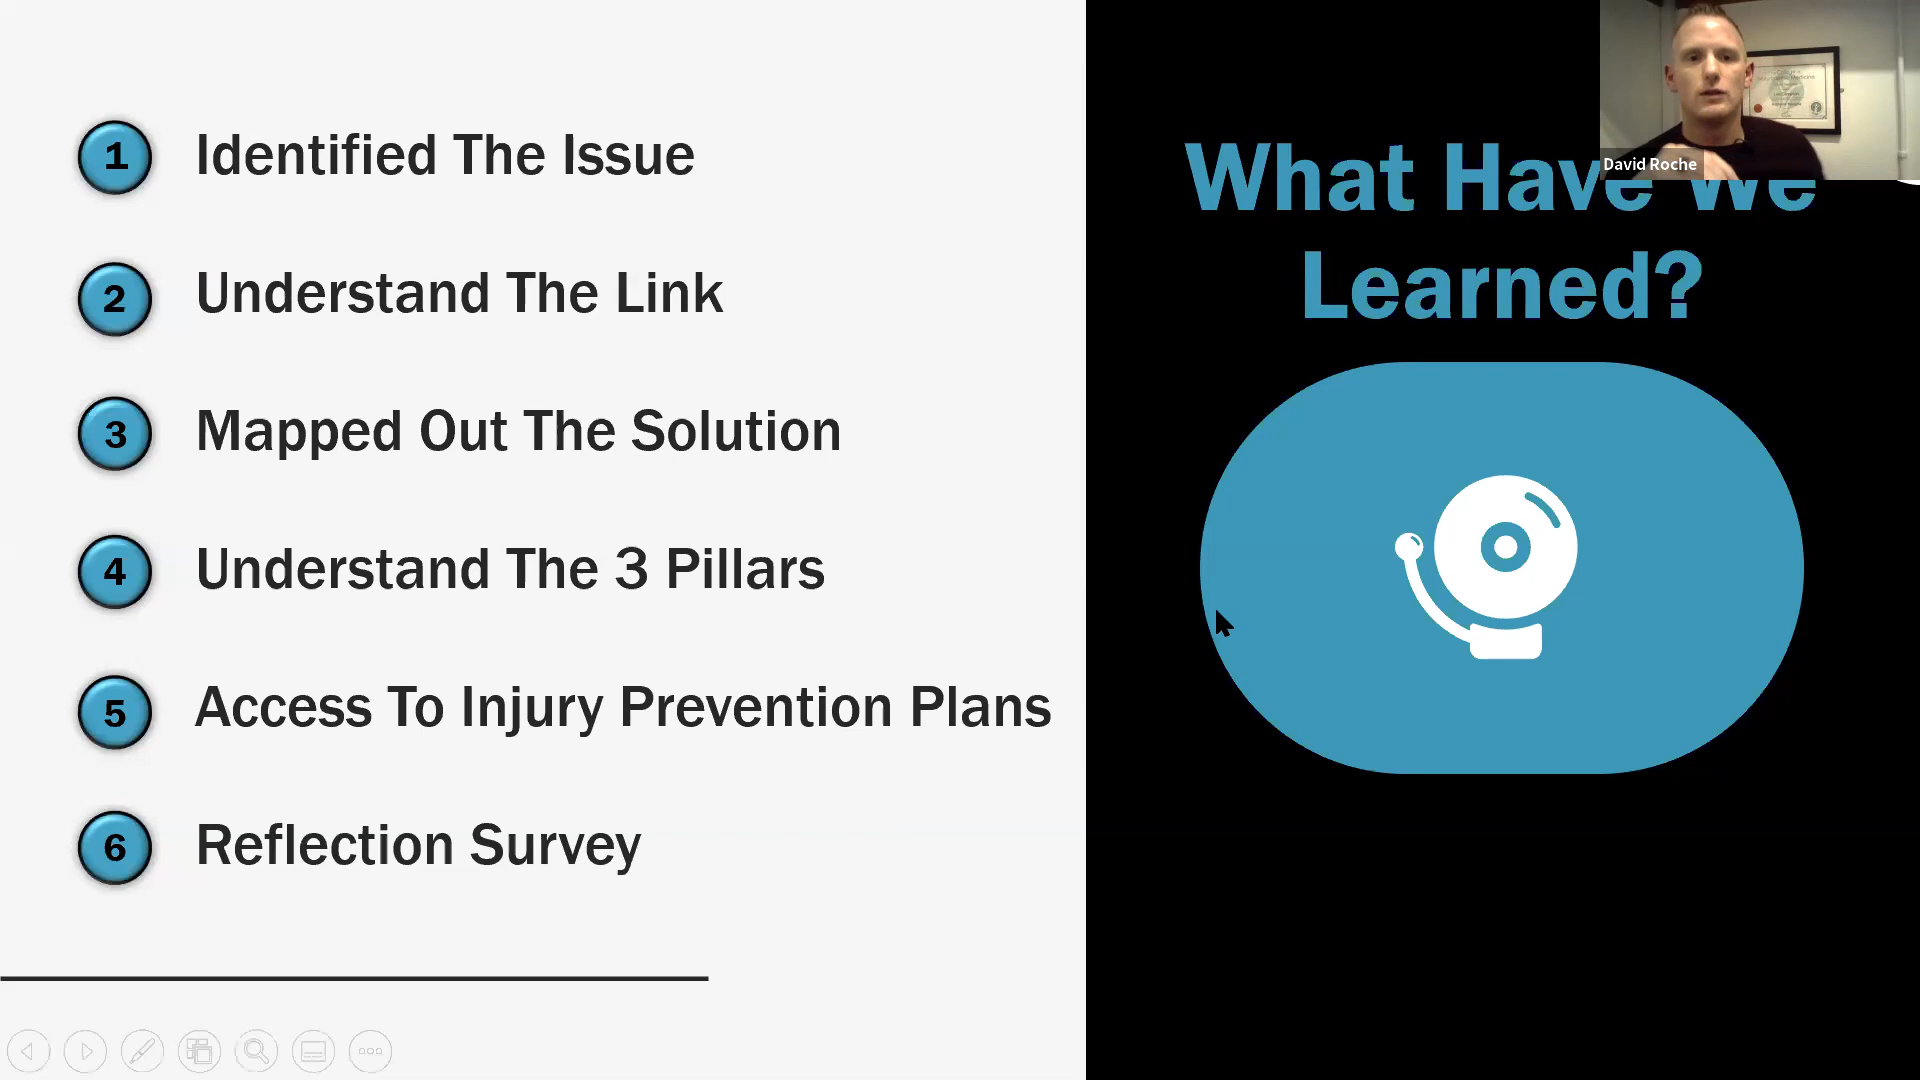 1 Identified The Issue
2 Understand The Link
3 Mapped Out The Solution
4 Understand The 3 Pillars
5 Access To Injury Prevention Plans
6 Reflection Survey
What Have We
Learned?
David Roche